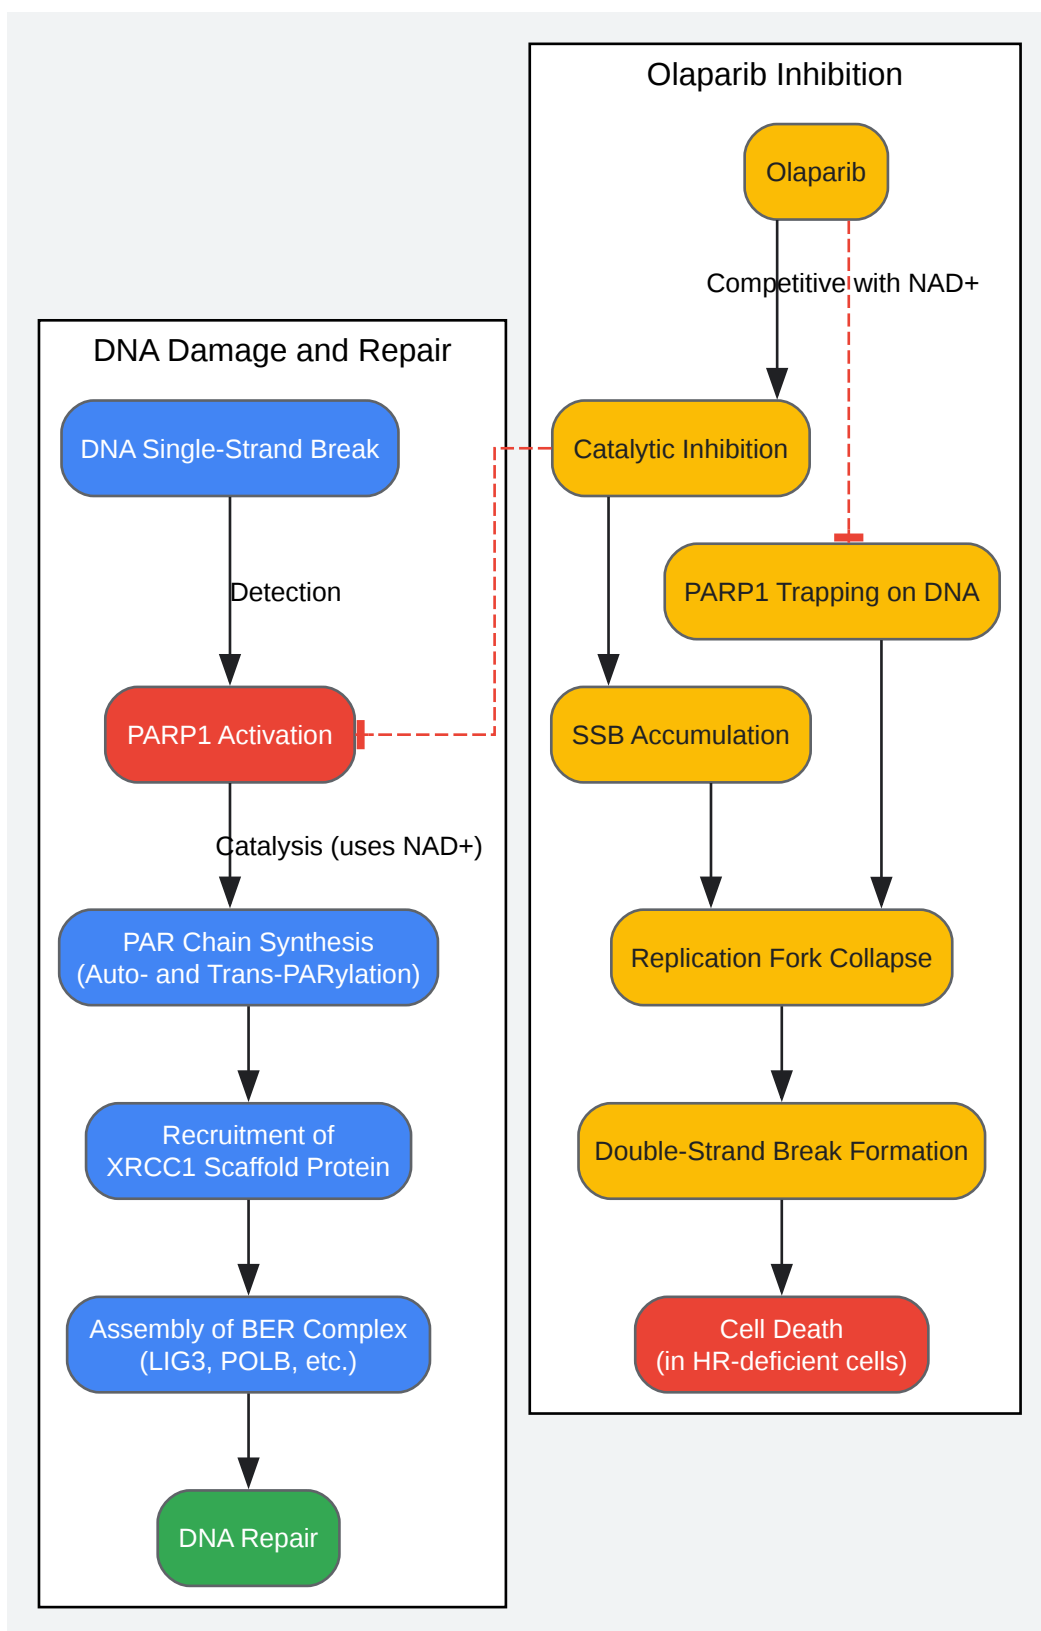 Olaparib Inhibition
Olaparib
Competitive with NAD+
DNA Damage and Repair
DNA Single-Strand Break
Catalytic Inhibition
Detection
PARP1 Trapping on DNA
PARP1 Activation
SSB Accumulation
Catalysis (uses NAD+)
PAR Chain Synthesis
(Auto- and Trans-PARylation)
Replication Fork Collapse
Recruitment of
XRCC1 Scaffold Protein
Double-Strand Break Formation
Assembly of BER Complex
(LIG3, POLB, etc.)
Cell Death
(in HR-deficient cells)
DNA Repair